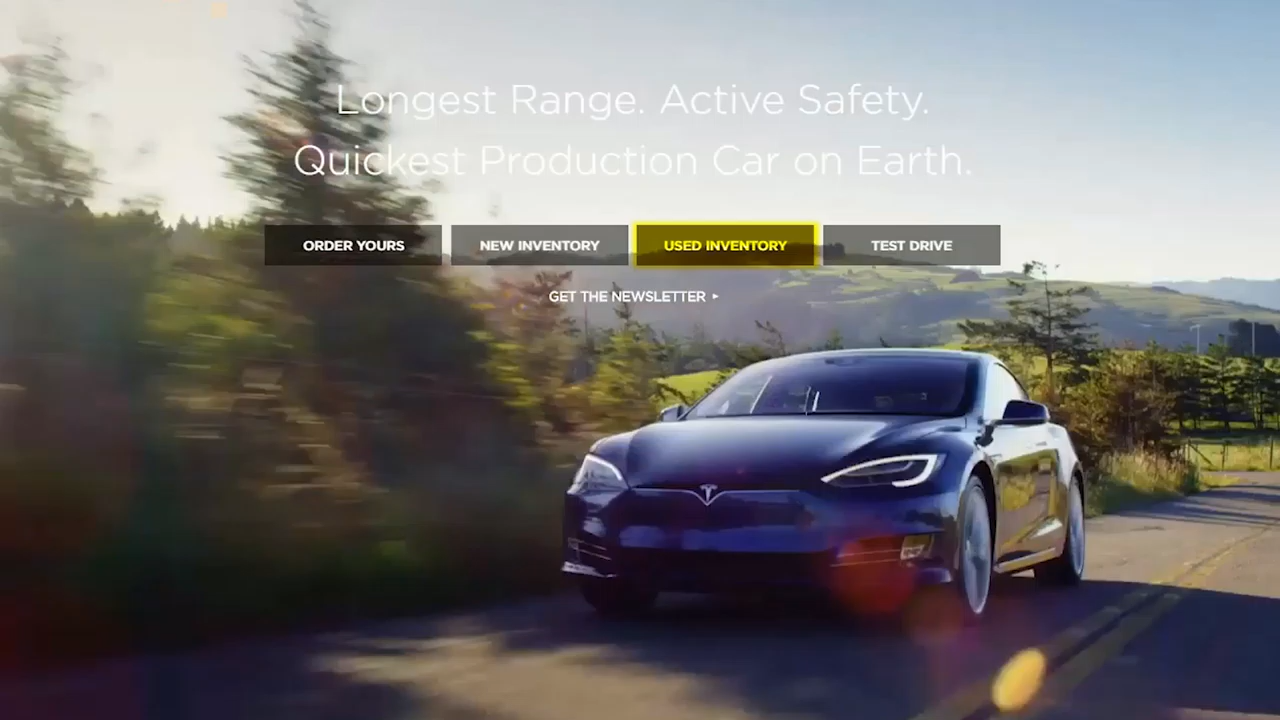 Longest Range. Active Safety.
Quickest Production Car on Earth.
ORDER YOURS NEW INVENTORY USED INVENTORY TEST DRIVE
GET THE NEWSLETTER ▸